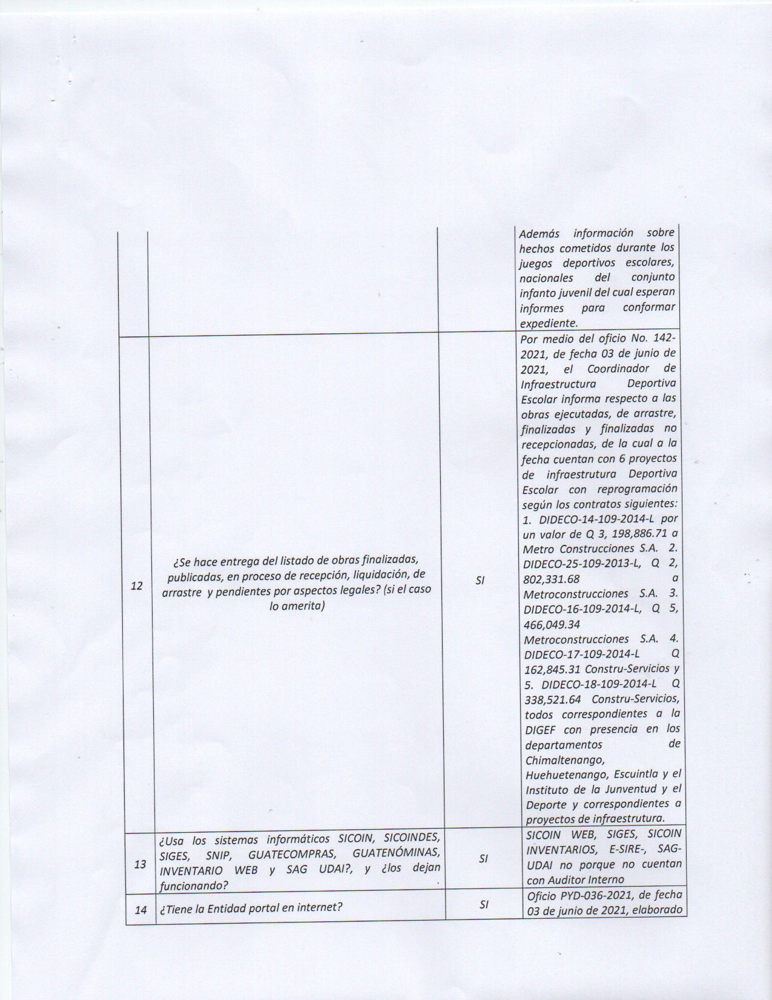 Además información sobre
hechos cometidos durante los
juegos deportivos escolares,
nacionales del conjunto
infanto juvenil del cual esperan
informes para conformar
expediente.
12
¿Se hace entrega del listado de obras finalizadas,
publicadas, en proceso de recepción, liquidación, de
arrastre y pendientes por aspectos legales? (si el caso
lo amerita)
SI
Por medio del oficio No. 142-
2021, de fecha 03 de junio de
2021, el Coordinador de
Infraestructura Deportiva
Escolar informa respecto a las
obras ejecutadas, de arrastre,
finalizadas y finalizadas no
recepcionadas, de la cual a la
fecha cuentan con 6 proyectos
de infraestrutura Deportiva
Escolar con reprogramación
según los contratos siguientes:
1. DIDECO-14-109-2014-L por
un valor de Q 3, 198,886.71 a
Metro Construcciones S.A. 2.
DIDECO-25-109-2013-L, Q 2,
802,331.68 a
Metroconstrucciones S.A. 3.
DIDECO-16-109-2014-L, Q 5,
466,049.34
Metroconstrucciones S.A. 4.
DIDECO-17-109-2014-L Q
162,845.31 Constru-Servicios y
5. DIDECO-18-109-2014-L Q
338,521.64 Constru-Servicios,
todos correspondientes a la
DIGEF con presencia en los
departamentos de
Chimaltenango,
Huehuetenango, Escuintla y el
Instituto de la Junventud y el
Deporte y correspondientes a
proyectos de infraestrutura.
13
¿Usa los sistemas informáticos SICOIN, SICOINDES,
SIGES, SNIP, GUATECOMPRAS, GUATENÓMINAS,
INVENTARIO WEB y SAG UDAI?, y ¿los dejan
funcionando?
SI
SICOIN WEB, SIGES, SICOIN
INVENTARIOS, E-SIRE-, SAG-
UDAI no porque no cuentan
con Auditor Interno
14
¿Tiene la Entidad portal en internet?
SI
Oficio PYD-036-2021, de fecha
03 de junio de 2021, elaborado